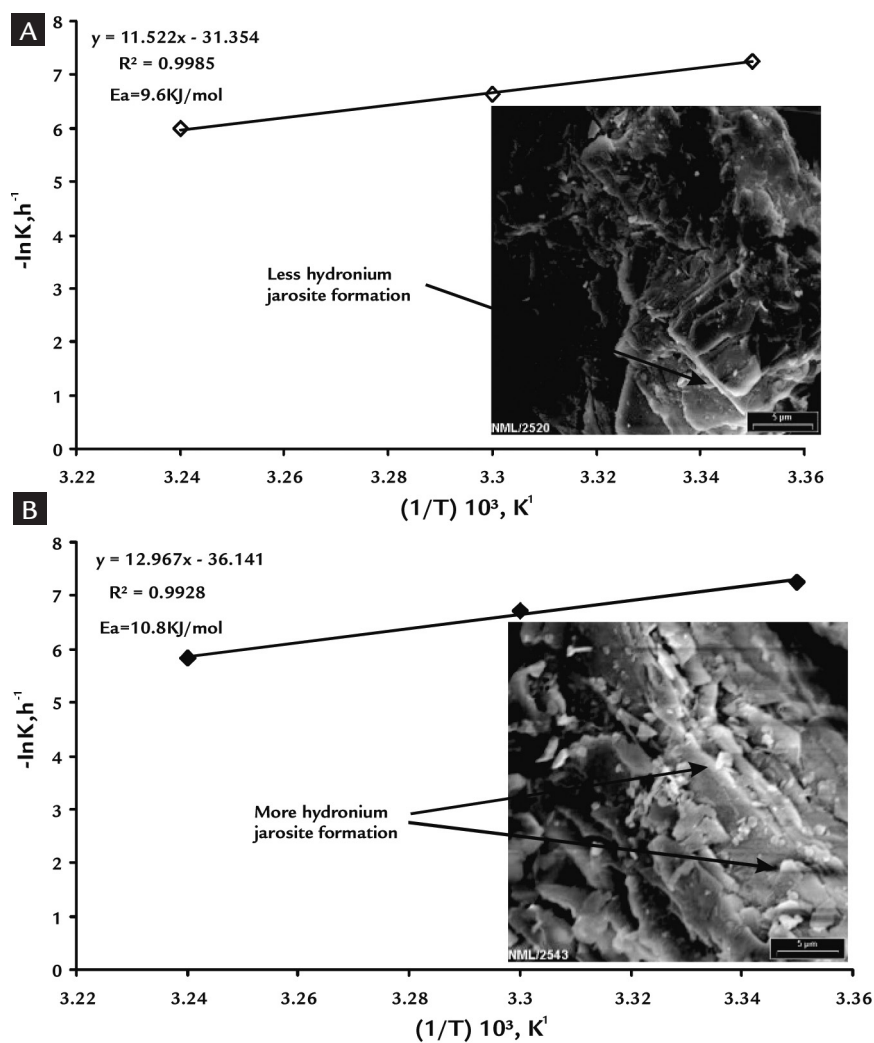 A
8
7
6
5
4
3
2
1
0
y = 11.522x - 31.354
R² = 0.9985
Ea=9.6KJ/mol
-lnK,h⁻¹
Less hydronium
jarosite formation
NML/2520
5 µm
3.22 3.24 3.26 3.28 3.3 3.32 3.34 3.36
(1/T) 10³, K¹
B
8
7
6
5
4
3
2
1
0
y = 12.967x - 36.141
R² = 0.9928
Ea=10.8KJ/mol
-lnK,h⁻¹
More hydronium
jarosite formation
NML/2543
5 µm
3.22 3.24 3.26 3.28 3.3 3.32 3.34 3.36
(1/T) 10³, K¹